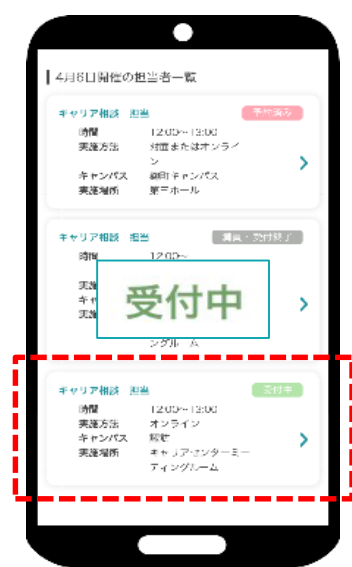 4月6日開催の担当者一覧
キャリア相談 担当 予約済み
時間 12:00～13:00
実施方法 対面またはオンライ
ン
キャンパス 麹町キャンパス
実施場所 第三ホール
キャリア相談 担当 満員・受付終了
時間 12:00～
受付中
キャリア相談 担当 受付中
時間 12:00～13:00
実施方法 オンライン
キャンパス
実施場所 キャリアセンターミー
ティングルーム